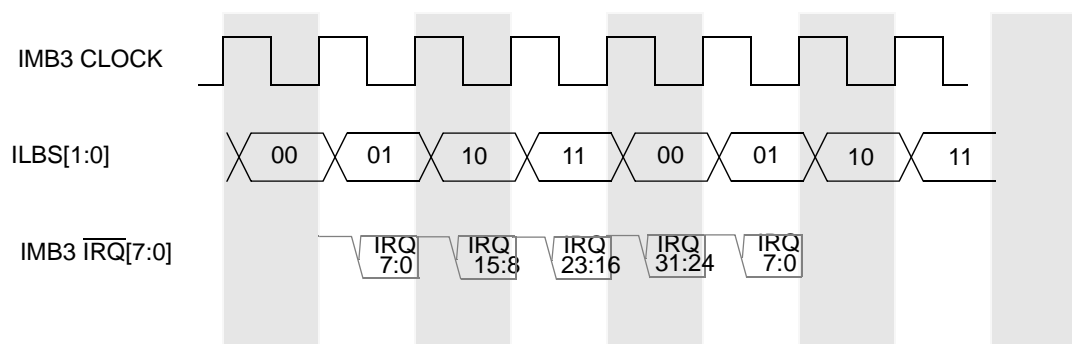 IMB3 CLOCK
ILBS[1:0] 00 01 10 11 00 01 10 11
IMB3 IRQ[7:0] IRQ IRQ IRQ IRQ IRQ
7:0 15:8 23:16 31:24 7:0